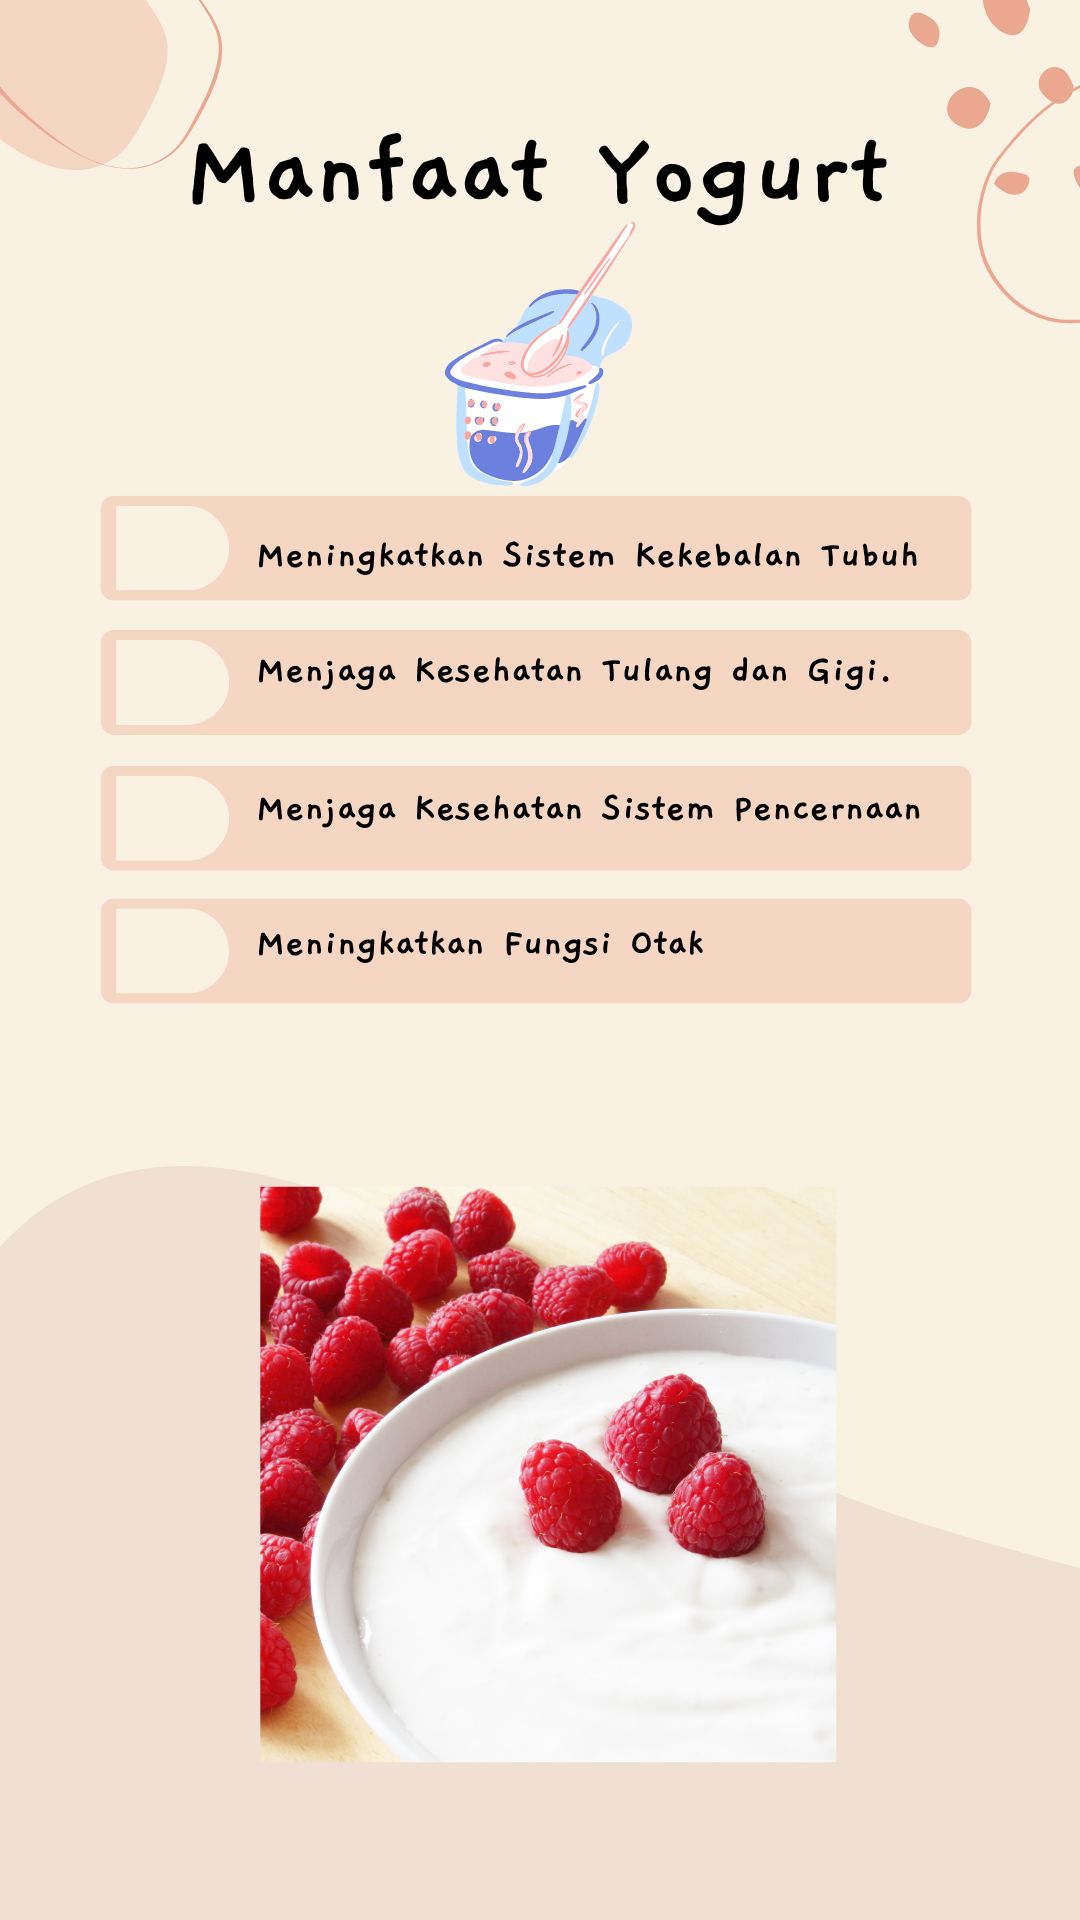 Manfaat Yogurt
Meningkatkan Sistem Kekebalan Tubuh
Menjaga Kesehatan Tulang dan Gigi.
Menjaga Kesehatan Sistem Pencernaan
Meningkatkan Fungsi Otak